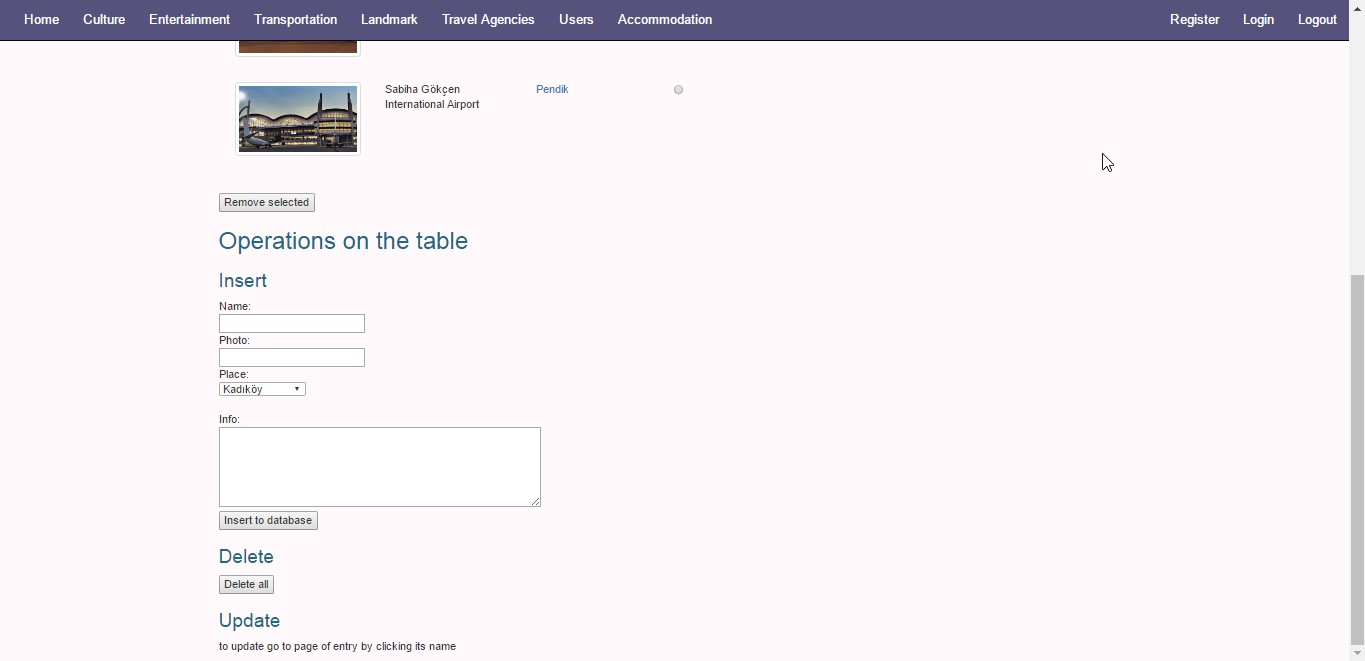 Home Culture Entertainment Transportation Landmark Travel Agencies Users Accommodation Register Login Logout
Sabiha Gökçen Pendik
International Airport
Remove selected
Operations on the table
Insert
Name:
Photo:
Place:
Kadıköy
Info:
Insert to database
Delete
Delete all
Update
to update go to page of entry by clicking its name